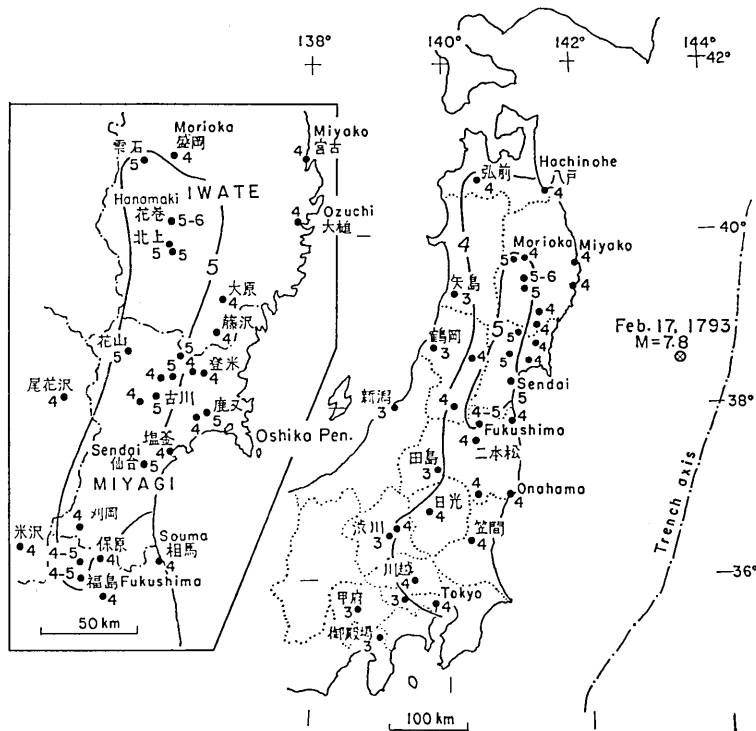 138°
140°
142°
144°
42°
Morioka
盛岡
4
雫石
5
Miyako
宮古
4
IWATE
Hanamaki
花巻
5-6
北上
5
5
Ozuchi
大槌
4
5
大原
4
藤沢
4
花山
5
5
登米
4
4
4
5
尾花沢
4
古川
4
5
鹿又
4
5
Oshika Pen.
塩釜
4
Sendai
仙台
5
MIYAGI
刈岡
4
米沢
4
4-5
保原
4
Souma
相馬
4
4-5
福島
Fukushima
4
50 km
弘前
4
Hachinohe
八戸
4
40°
4
Morioka
4
5
Miyako
4
5-6
5
4
矢島
3
4
4
5
5
鶴岡
3
4
4
5
4
Feb. 17, 1793
M=7.8
Sendai
5
38°
新潟
3
4
4-5
4
Fukushima
二本松
4
田島
3
4
Onahama
4
日光
4
渋川
3
4
笠間
4
Trench axis
36°
川越
4
甲府
3
3
Tokyo
4
御殿場
3
100 km